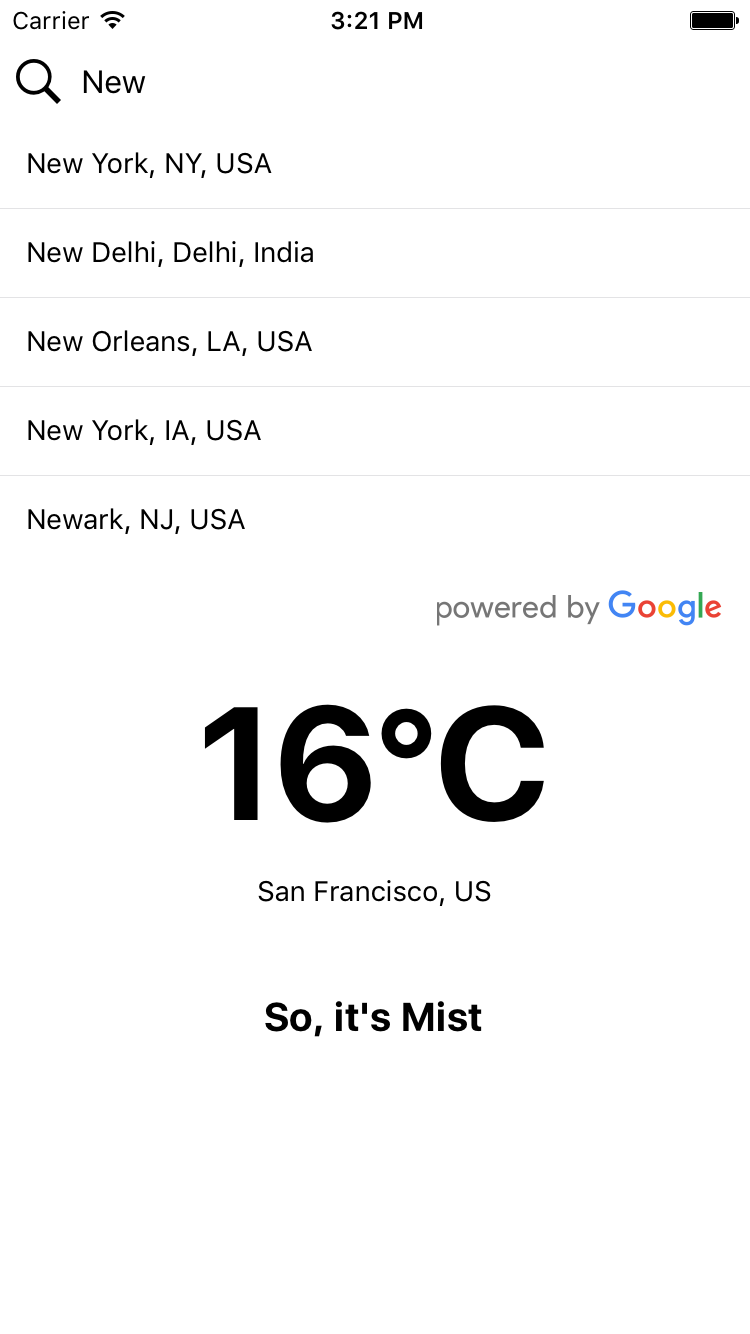 Carrier 3:21 PM
New
New York, NY, USA
New Delhi, Delhi, India
New Orleans, LA, USA
New York, IA, USA
Newark, NJ, USA
powered by Google
16°C
San Francisco, US
So, it's Mist